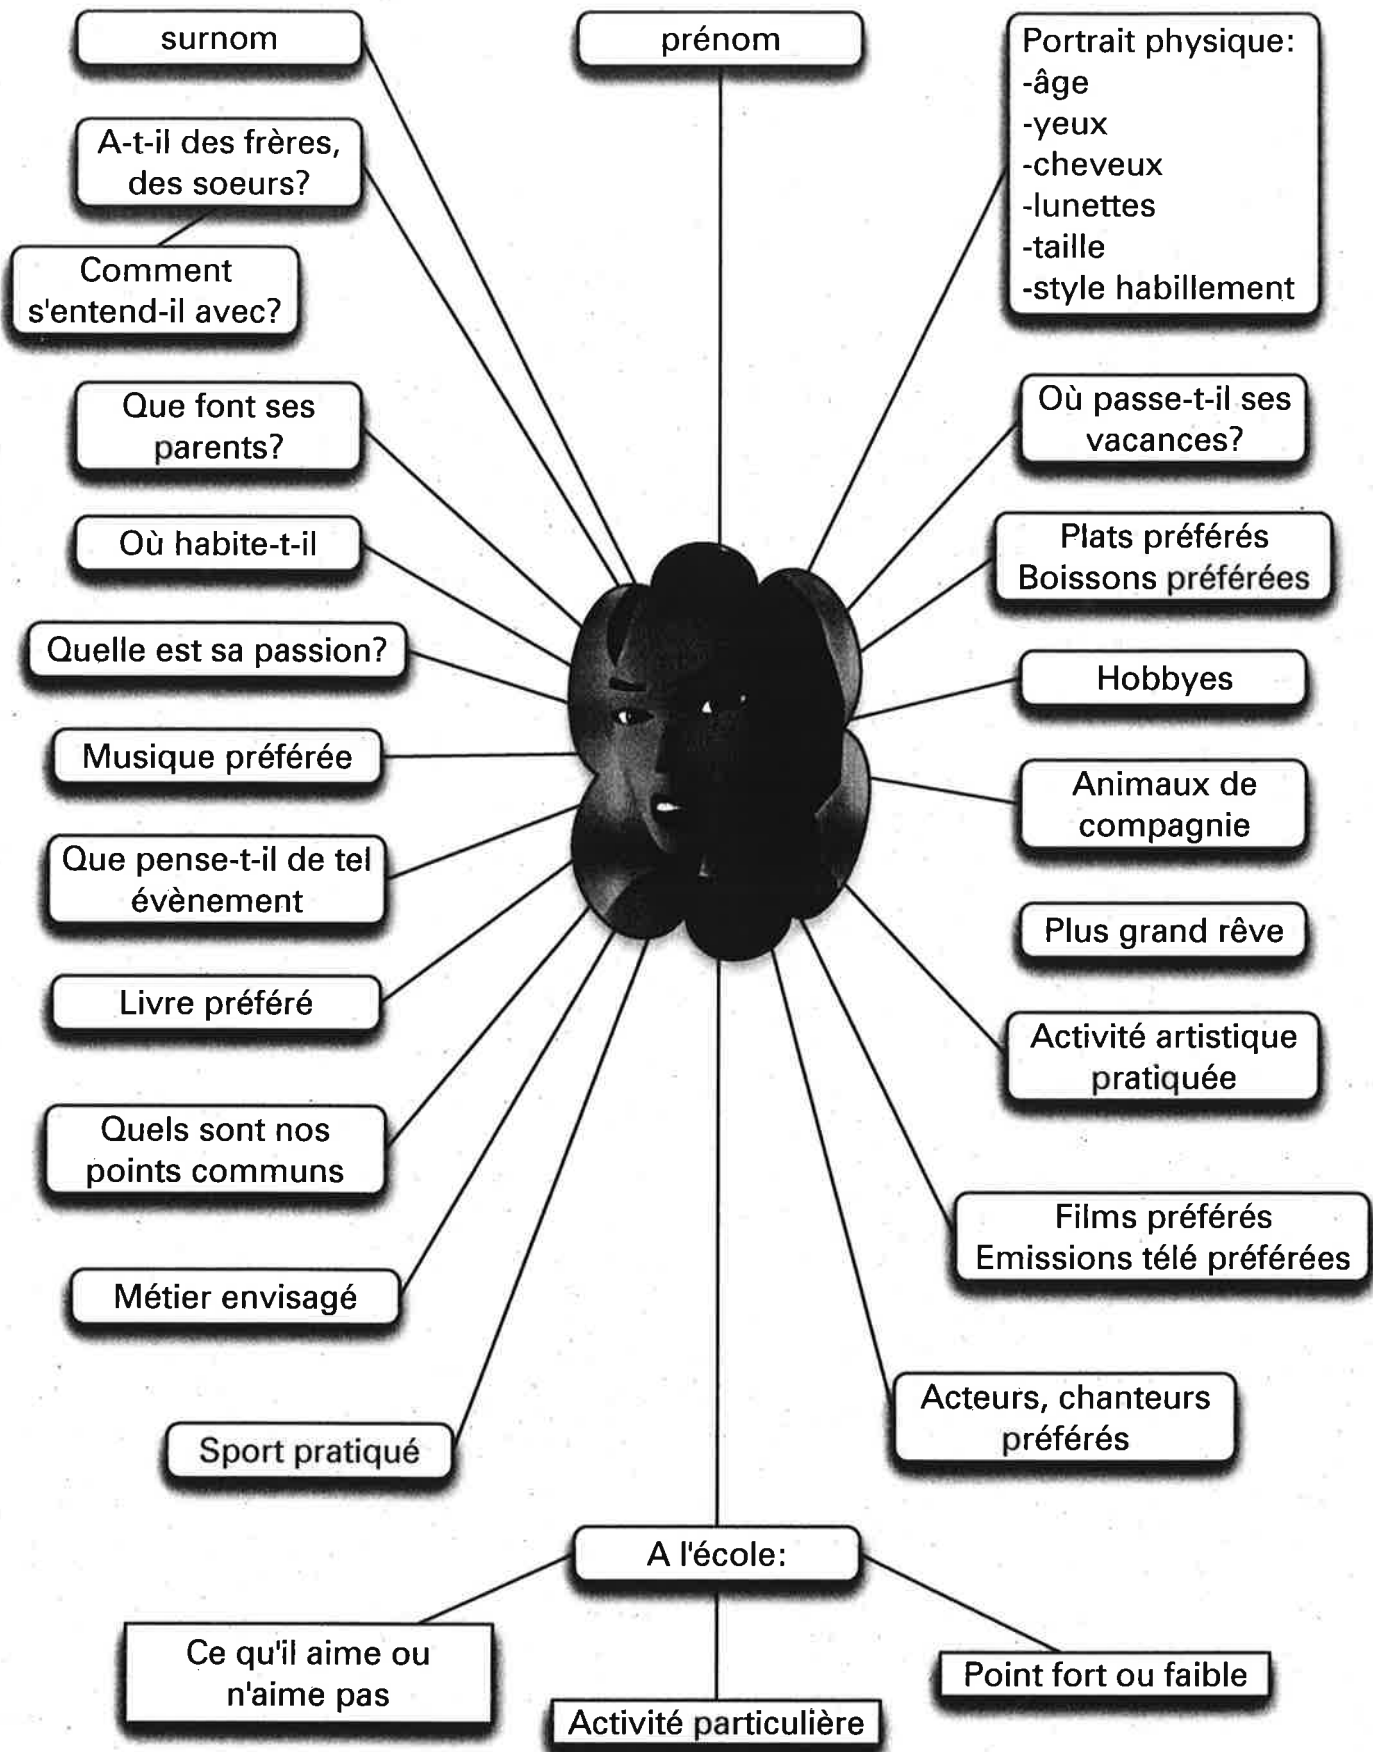 surnom
prénom
Portrait physique:
-âge
-yeux
-cheveux
-lunettes
-taille
-style habillement
A-t-il des frères,
des soeurs?
Comment
s'entend-il avec?
Que font ses
parents?
Où passe-t-il ses
vacances?
Où habite-t-il
Plats préférés
Boissons préférées
Quelle est sa passion?
Hobbyes
Musique préférée
Animaux de
compagnie
Que pense-t-il de tel
évènement
Plus grand rêve
Livre préféré
Activité artistique
pratiquée
Quels sont nos
points communs
Films préférés
Emissions télé préférées
Métier envisagé
Acteurs, chanteurs
préférés
Sport pratiqué
A l'école:
Ce qu'il aime ou
n'aime pas
Activité particulière
Point fort ou faible